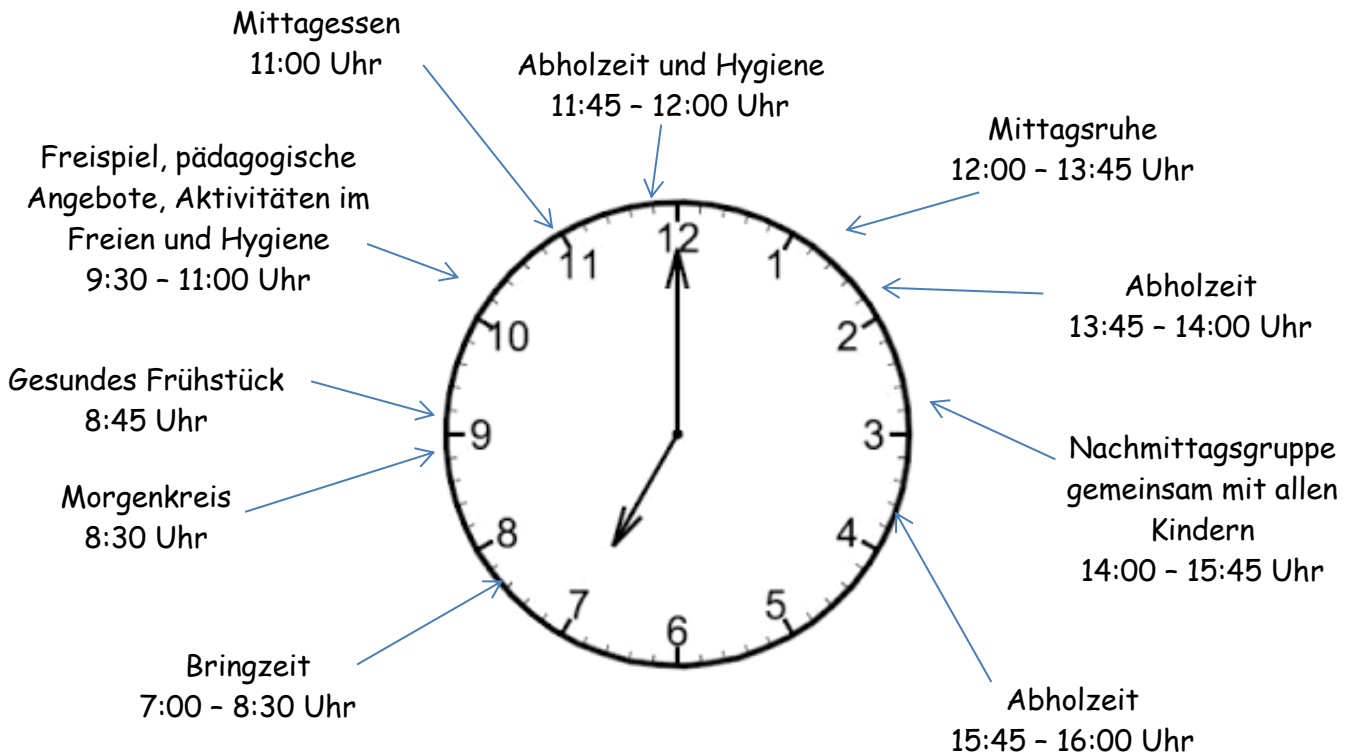 Mittagessen
11:00 Uhr
Abholzeit und Hygiene
11:45 – 12:00 Uhr
Mittagsruhe
12:00 – 13:45 Uhr
Freispiel, pädagogische
Angebote, Aktivitäten im
Freien und Hygiene
9:30 – 11:00 Uhr
Abholzeit
13:45 – 14:00 Uhr
Gesundes Frühstück
8:45 Uhr
Nachmittagsgruppe
gemeinsam mit allen
Kindern
14:00 – 15:45 Uhr
Morgenkreis
8:30 Uhr
Bringzeit
7:00 – 8:30 Uhr
Abholzeit
15:45 – 16:00 Uhr
12
1
2
3
4
5
6
7
8
9
10
11